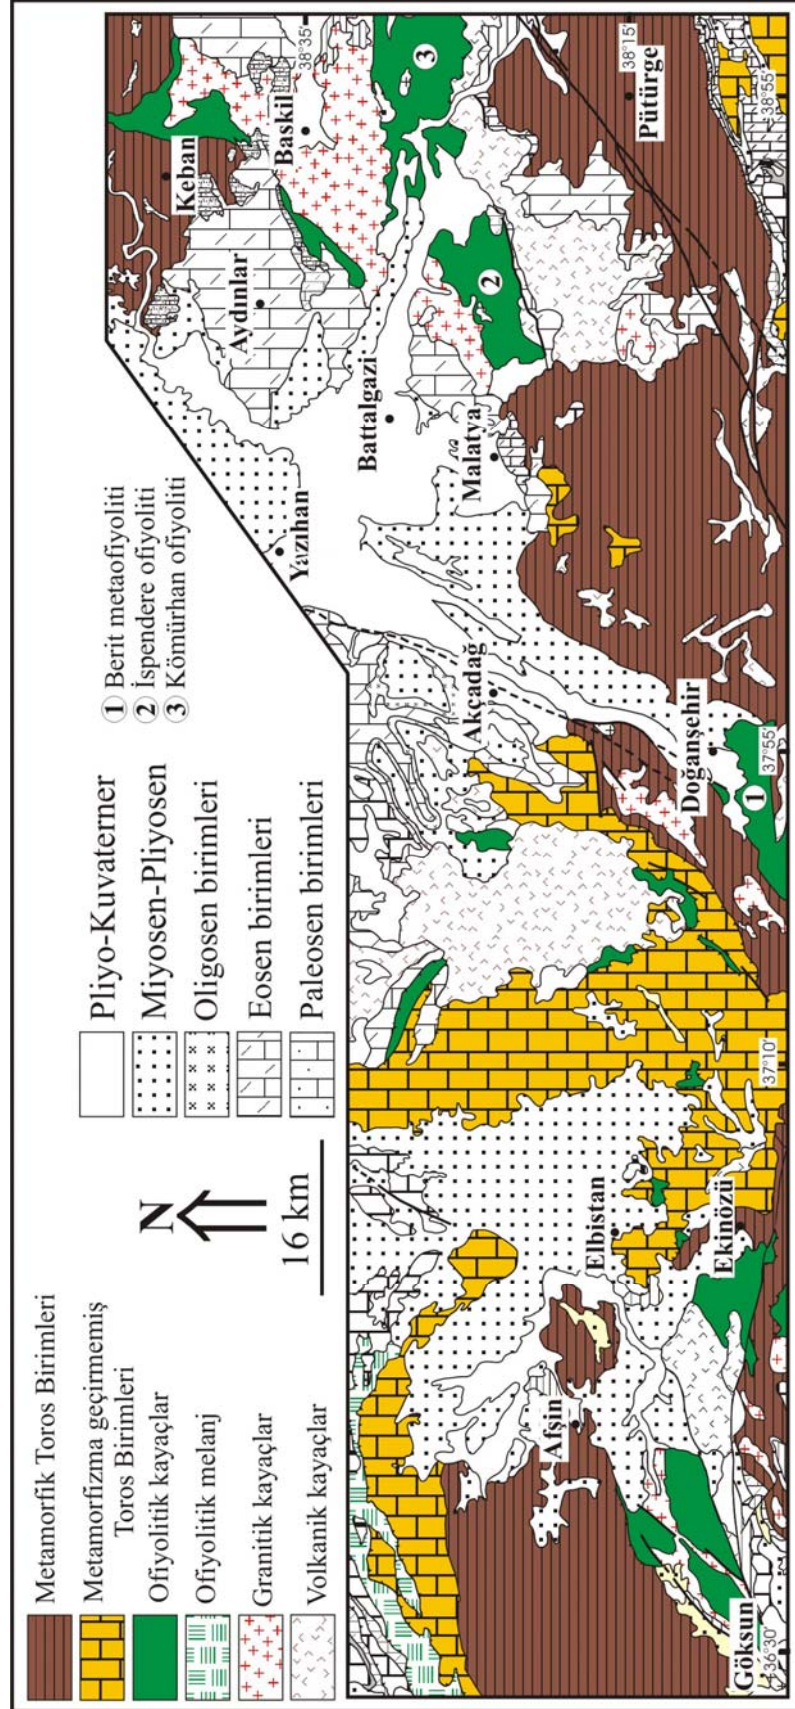 Metamorfik Toros Birimleri
Metamorfizma geçirmemiş
Toros Birimleri
Ofiyolitik kayaçlar
Ofiyolitik melanj
Granitik kayaçlar
Volkanik kayaçlar
N
16 km
Pliyo-Kuvaterner
Miyosen-Pliyosen
Oligosen birimleri
Eosen birimleri
Paleosen birimleri
1 Berit metaofiyoliti
2 İspendere ofiyoliti
3 Kömürhan ofiyoliti
Keban
Baskil
38°35'
3
Aydınlar
Yazıhan
Battalgazi
2
38°15'
Pütürge
Malatya
Akçadağ
Doğanşehir
1
37°55'
38°55'
Elbistan
Ekinözü
37°10'
Afşin
Göksun
36°30'